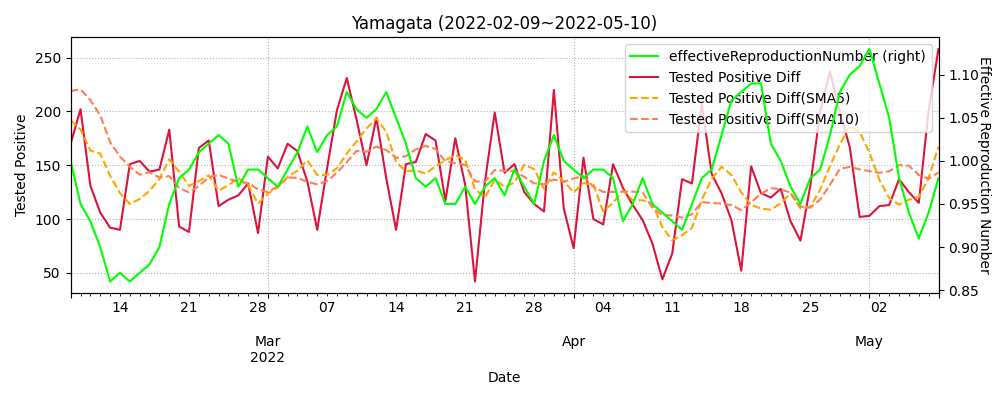 Yamagata (2022-02-09~2022-05-10)
effectiveReproductionNumber (right)
Tested Positive Diff
Tested Positive Diff(SMA5)
Tested Positive Diff(SMA10)
Tested Positive
250
200
150
100
50
Effective Reproduction Number
1.10
1.05
1.00
0.95
0.90
0.85
14 21 28 07 14 21 28 04 11 18 25 02
Mar Apr May
2022
Date